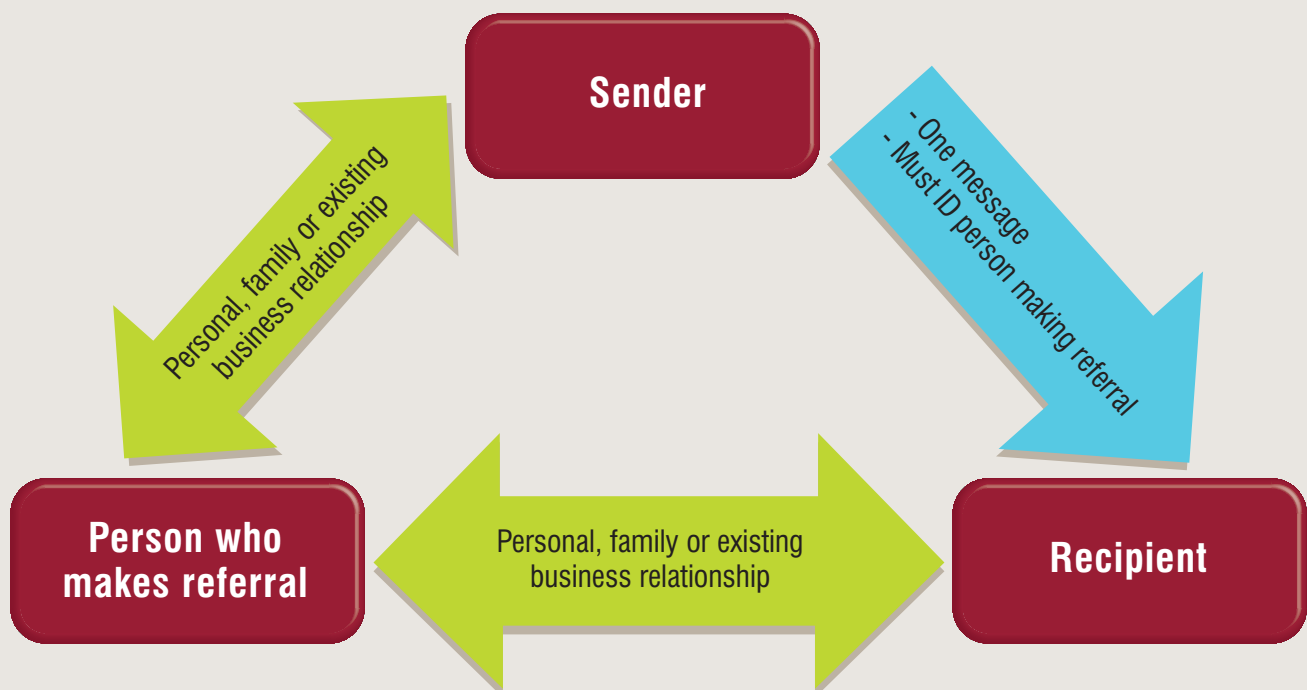 Sender
- One message
- Must ID person making referral
Personal, family or existing
business relationship
Person who
makes referral
Personal, family or existing
business relationship
Recipient